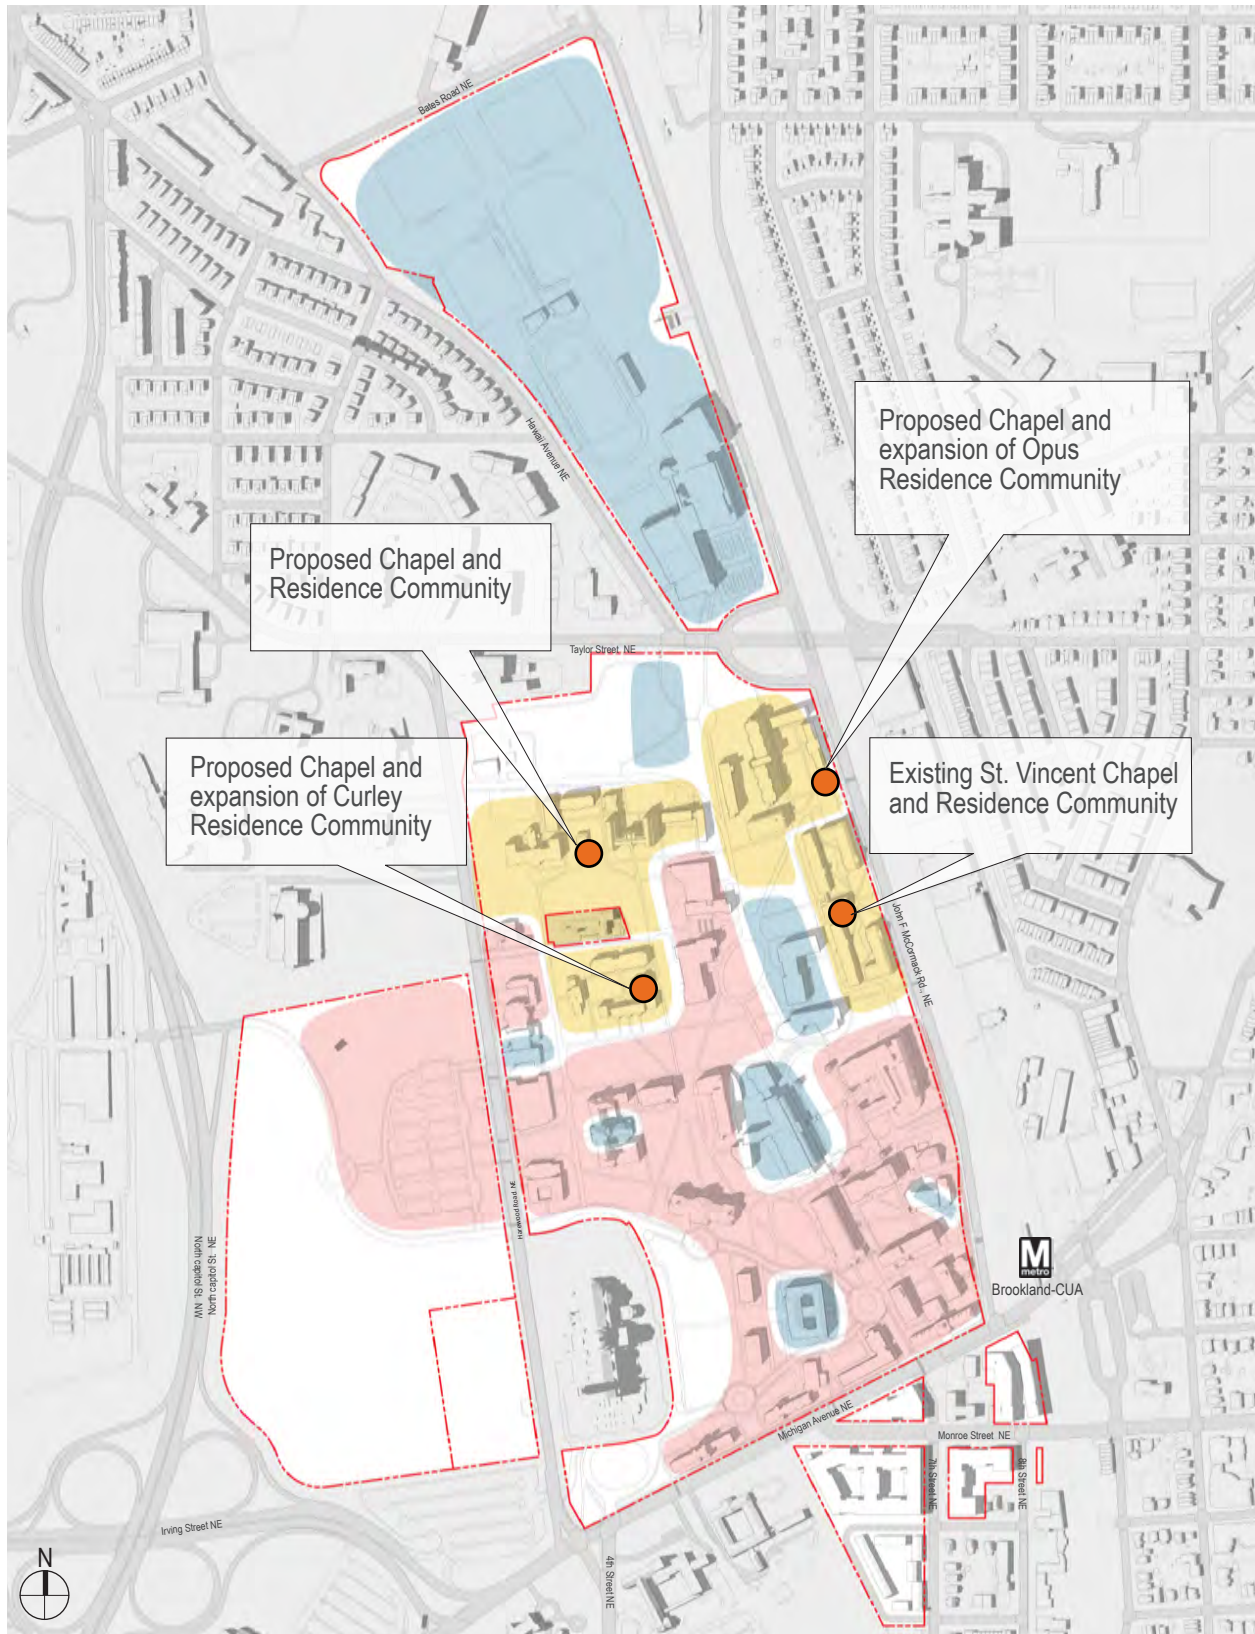 Bates Road NE
Hawaii Avenue NE
Proposed Chapel and
expansion of Opus
Residence Community
Proposed Chapel and
Residence Community
Taylor Street NE
Proposed Chapel and
expansion of Curley
Residence Community
Existing St. Vincent Chapel
and Residence Community
John F McCormack Rd., NE
Harewood Road, NE
North capitol St. NW
North capitol St. NE
M
metro
Brookland-CUA
Michigan Avenue NE
Monroe Street NE
7th Street NE
8th Street NE
Irving Street NE
4th Street NE
N